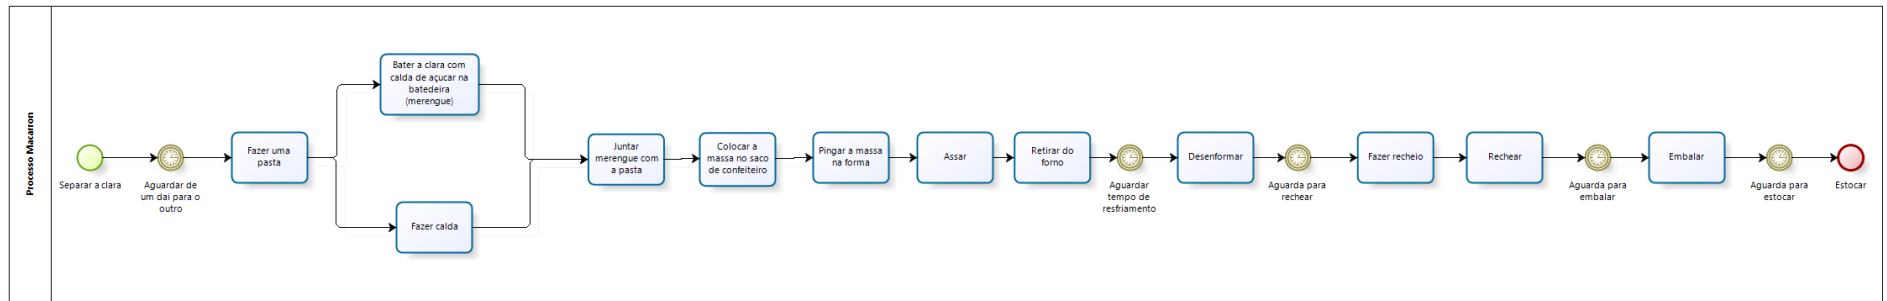 Processo Macarron
Separar a clara
Aguardar de
um dai para o
outro
Fazer uma
pasta
Bater a clara com
calda de açucar na
batedeira
(merengue)
Fazer calda
Juntar
merengue com
a pasta
Colocar a
massa no saco
de confeiteiro
Pingar a massa
na forma
Assar
Retirar do
forno
Aguardar
tempo de
resfriamento
Desenformar
Aguarda para
rechear
Fazer recheio
Rechear
Aguarda para
embalar
Embalar
Aguarda para
estocar
Estocar